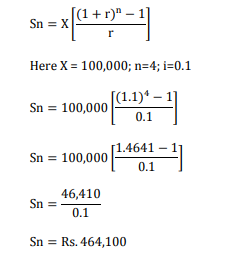 Sn = X[((1 + r)ⁿ − 1)/r]
Here X = 100,000; n=4; i=0.1
Sn = 100,000 [((1.1)⁴ − 1)/0.1]
Sn = 100,000 [(1.4641 − 1)/0.1]
Sn = 46,410/0.1
Sn = Rs. 464,100